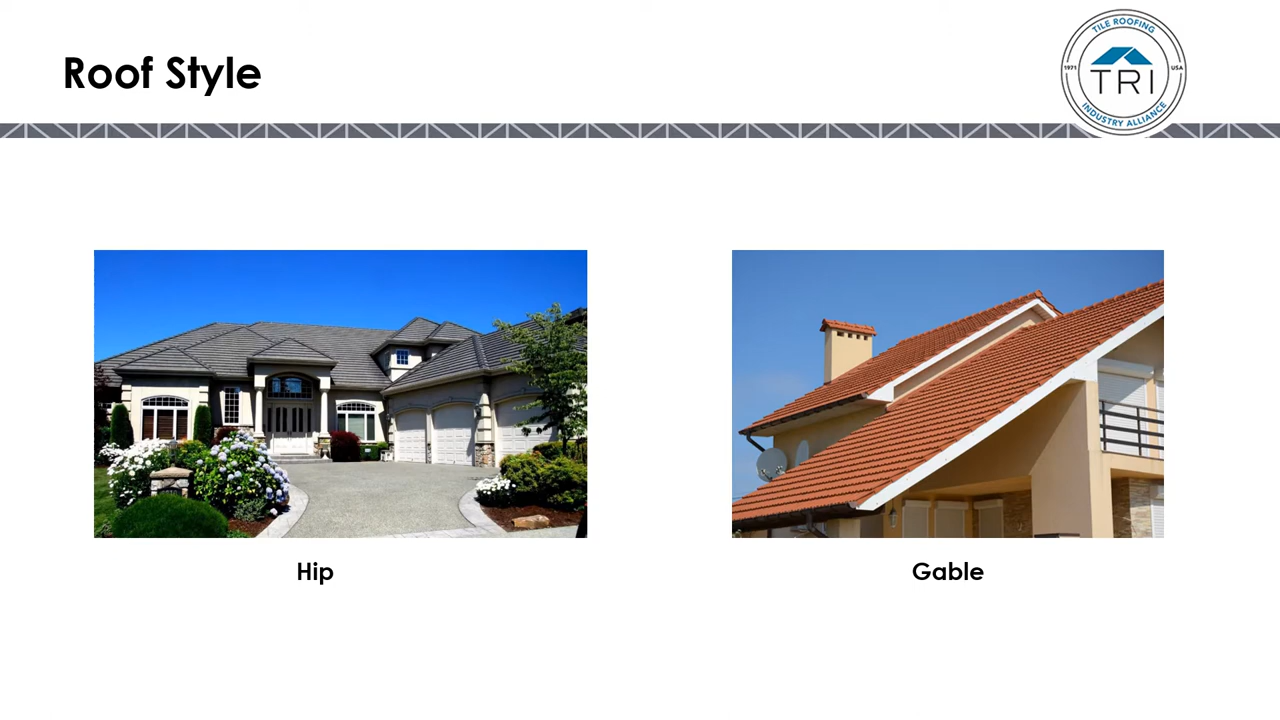 Roof Style
TILE ROOFING
1971
USA
TRI
INDUSTRY ALLIANCE
Hip
Gable